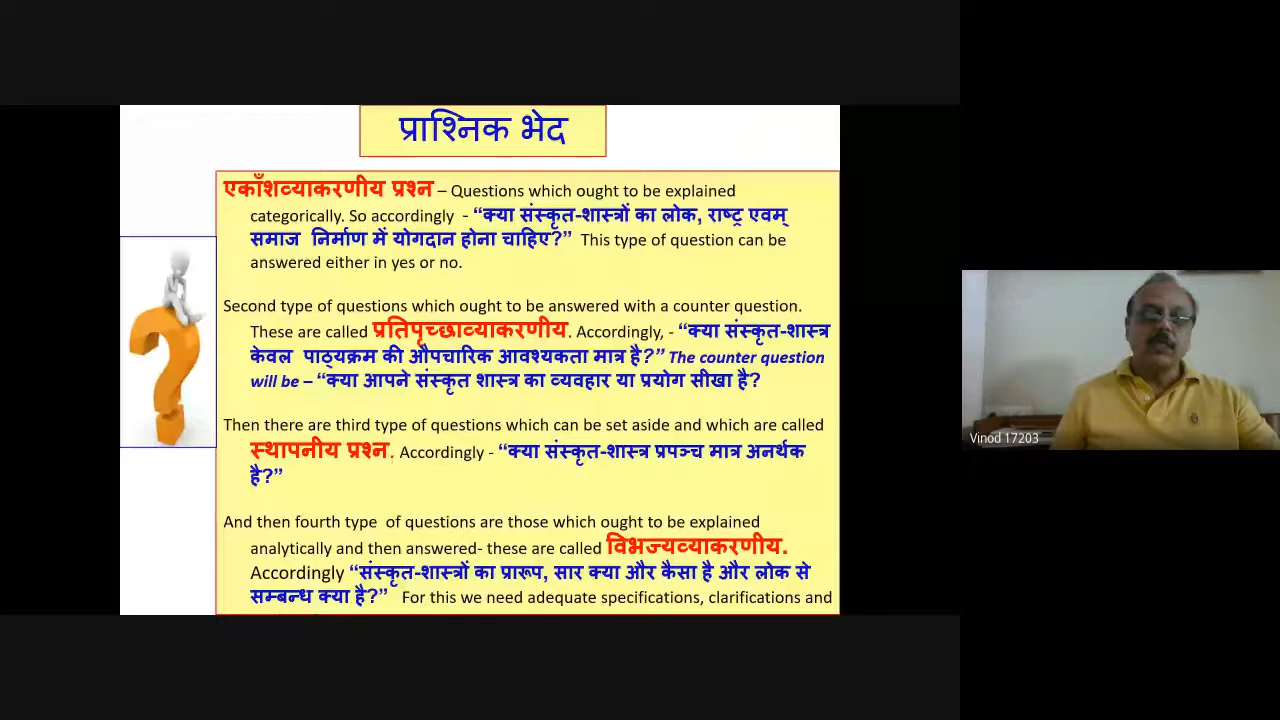 प्राश्निक भेद
एकाँशव्याकरणीय प्रश्न – Questions which ought to be explained
categorically. So accordingly - “क्या संस्कृत-शास्त्रों का लोक, राष्ट्र एवम्
समाज निर्माण में योगदान होना चाहिए?” This type of question can be
answered either in yes or no.
Second type of questions which ought to be answered with a counter question.
These are called प्रतिपृच्छाव्याकरणीय. Accordingly, - “क्या संस्कृत-शास्त्र
केवल पाठ्यक्रम की औपचारिक आवश्यकता मात्र है?” The counter question
will be – “क्या आपने संस्कृत शास्त्र का व्यवहार या प्रयोग सीखा है?
Then there are third type of questions which can be set aside and which are called
स्थापनीय प्रश्न. Accordingly - “क्या संस्कृत-शास्त्र प्रपञ्च मात्र अनर्थक
है?”
And then fourth type of questions are those which ought to be explained
analytically and then answered- these are called विभज्यव्याकरणीय.
Accordingly “संस्कृत-शास्त्रों का प्रारूप, सार क्या और कैसा है और लोक से
सम्बन्ध क्या है?” For this we need adequate specifications, clarifications and
Vinod 17203